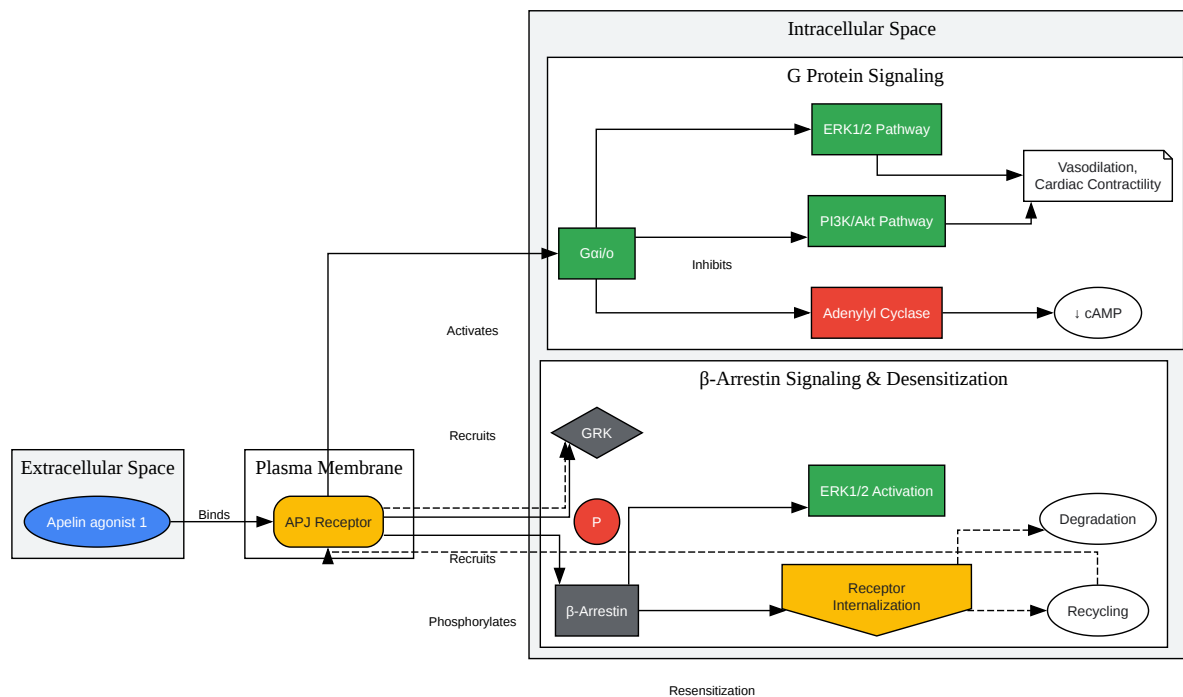 Intracellular Space
G Protein Signaling
ERK1/2 Pathway
Vasodilation,
Cardiac Contractility
PI3K/Akt Pathway
Gαi/o
Inhibits
Adenylyl Cyclase
↓ cAMP
Activates
β-Arrestin Signaling & Desensitization
Recruits
GRK
Extracellular Space
Plasma Membrane
Apelin agonist 1
Binds
APJ Receptor
P
ERK1/2 Activation
Degradation
Recruits
β-Arrestin
Receptor
Internalization
Recycling
Phosphorylates
Resensitization